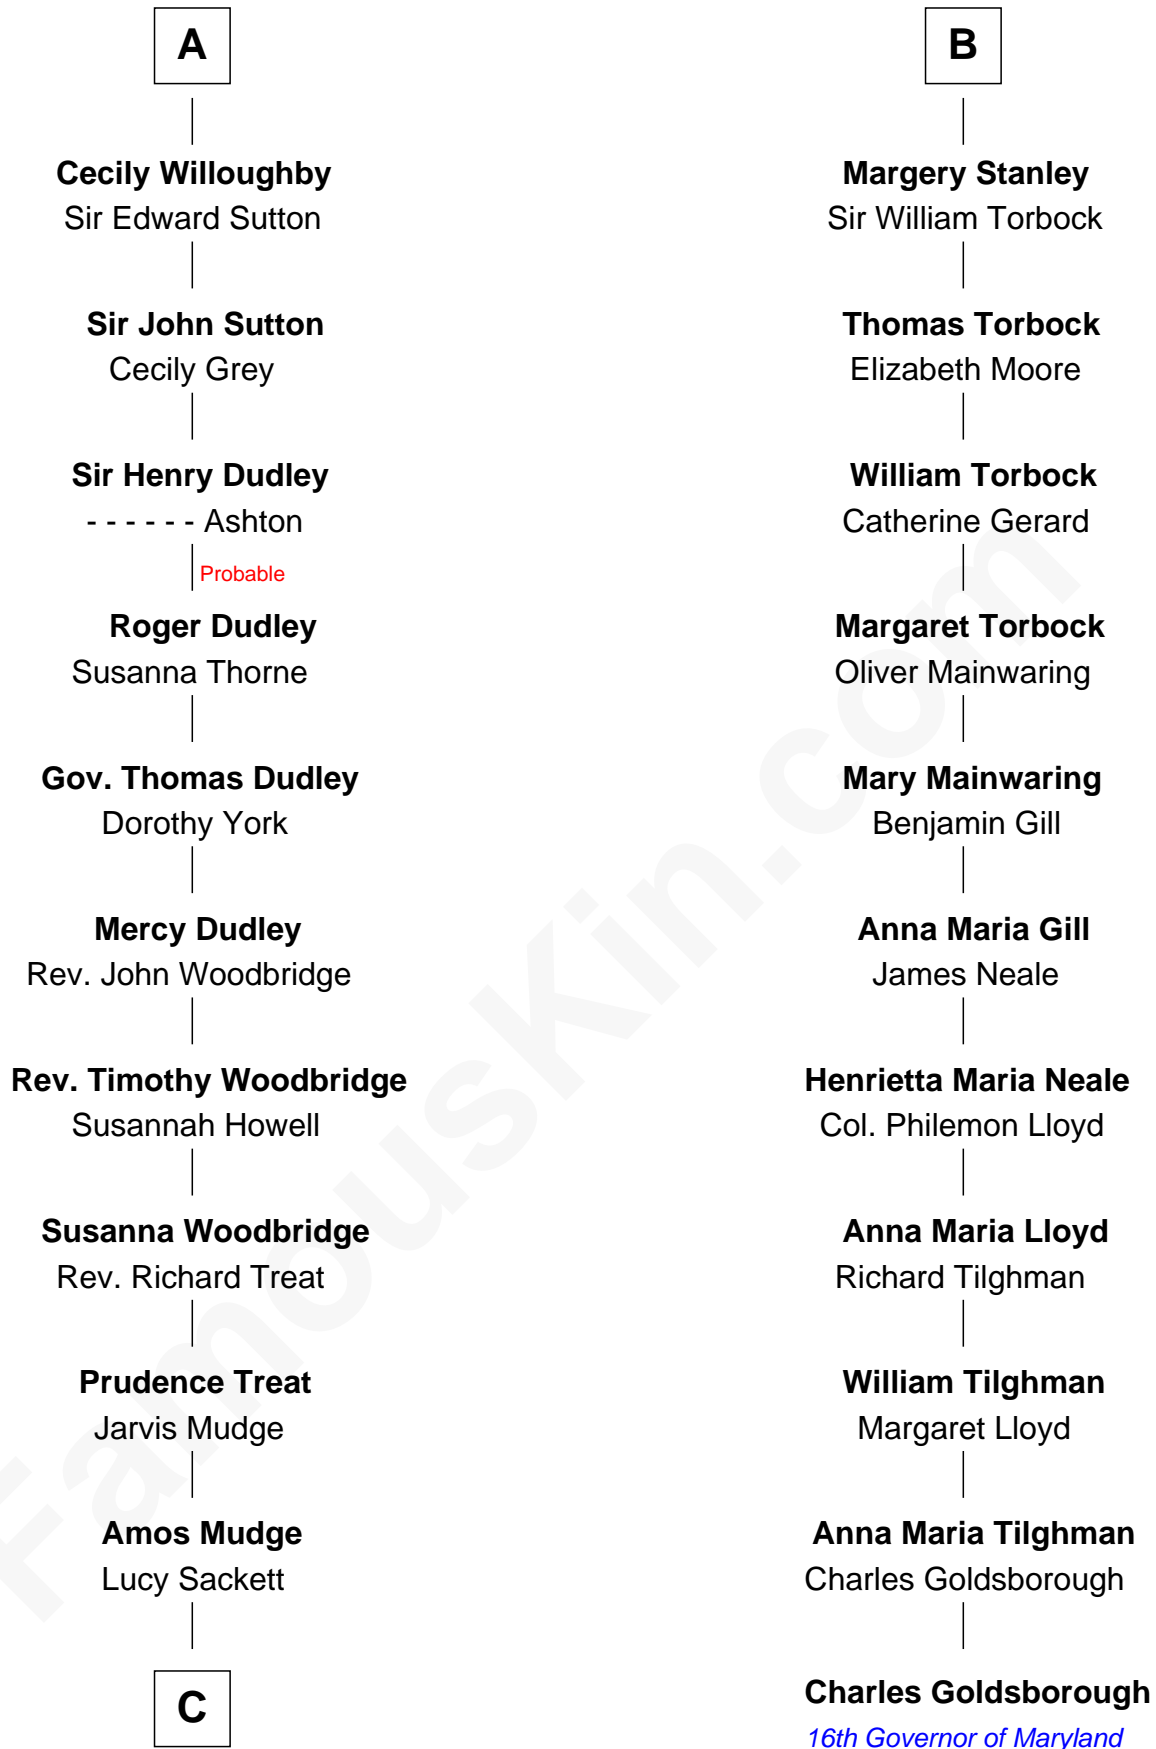 A
Cecily Willoughby
Sir Edward Sutton
Sir John Sutton
Cecily Grey
Sir Henry Dudley
- - - - - - Ashton
Probable
Roger Dudley
Susanna Thorne
Gov. Thomas Dudley
Dorothy York
Mercy Dudley
Rev. John Woodbridge
Rev. Timothy Woodbridge
Susannah Howell
Susanna Woodbridge
Rev. Richard Treat
Prudence Treat
Jarvis Mudge
Amos Mudge
Lucy Sackett
C
B
Margery Stanley
Sir William Torbock
Thomas Torbock
Elizabeth Moore
William Torbock
Catherine Gerard
Margaret Torbock
Oliver Mainwaring
Mary Mainwaring
Benjamin Gill
Anna Maria Gill
James Neale
Henrietta Maria Neale
Col. Philemon Lloyd
Anna Maria Lloyd
Richard Tilghman
William Tilghman
Margaret Lloyd
Anna Maria Tilghman
Charles Goldsborough
Charles Goldsborough
16th Governor of Maryland
FamousKin.com